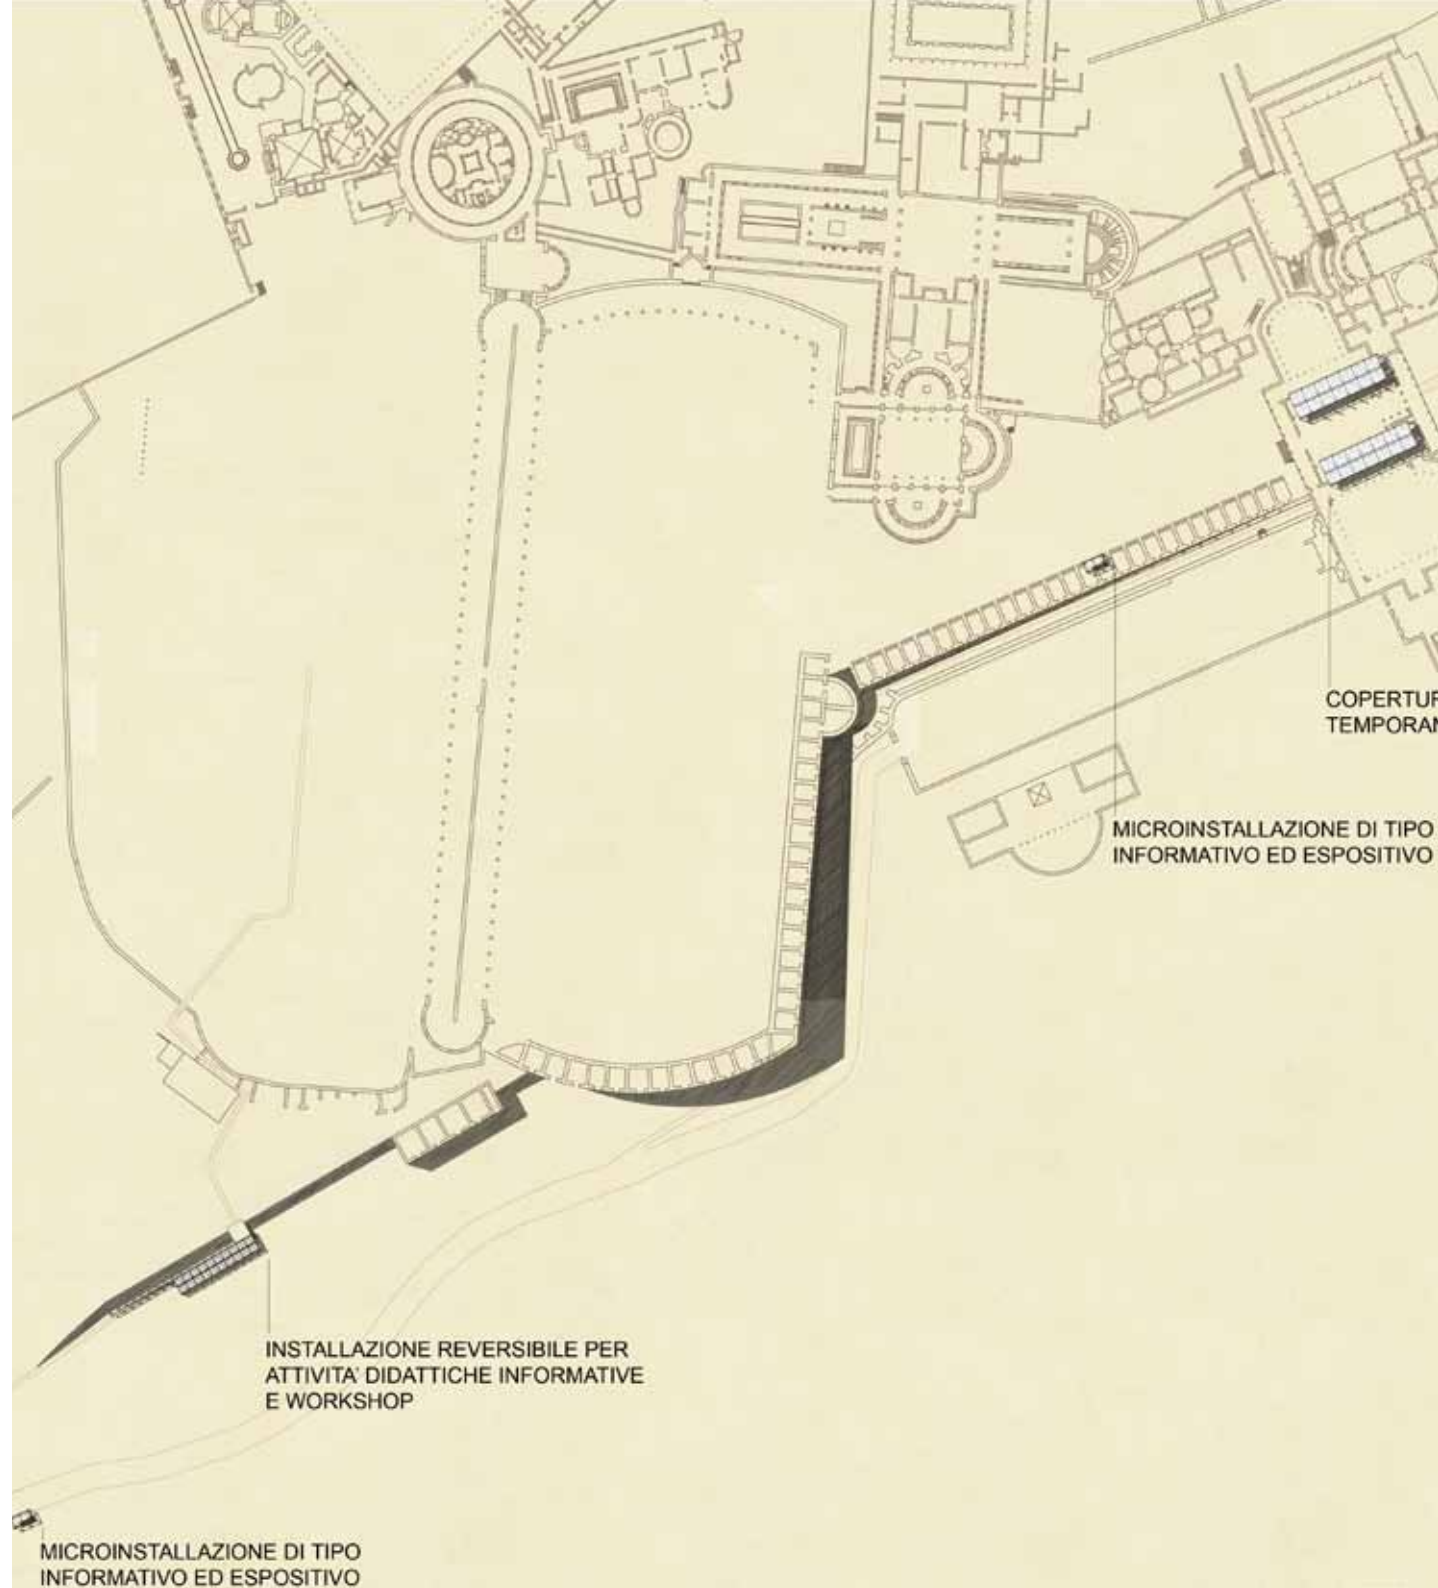 COPERTUR
TEMPORAN
MICROINSTALLAZIONE DI TIPO
INFORMATIVO ED ESPOSITIVO
INSTALLAZIONE REVERSIBILE PER
ATTIVITA' DIDATTICHE INFORMATIVE
E WORKSHOP
MICROINSTALLAZIONE DI TIPO
INFORMATIVO ED ESPOSITIVO